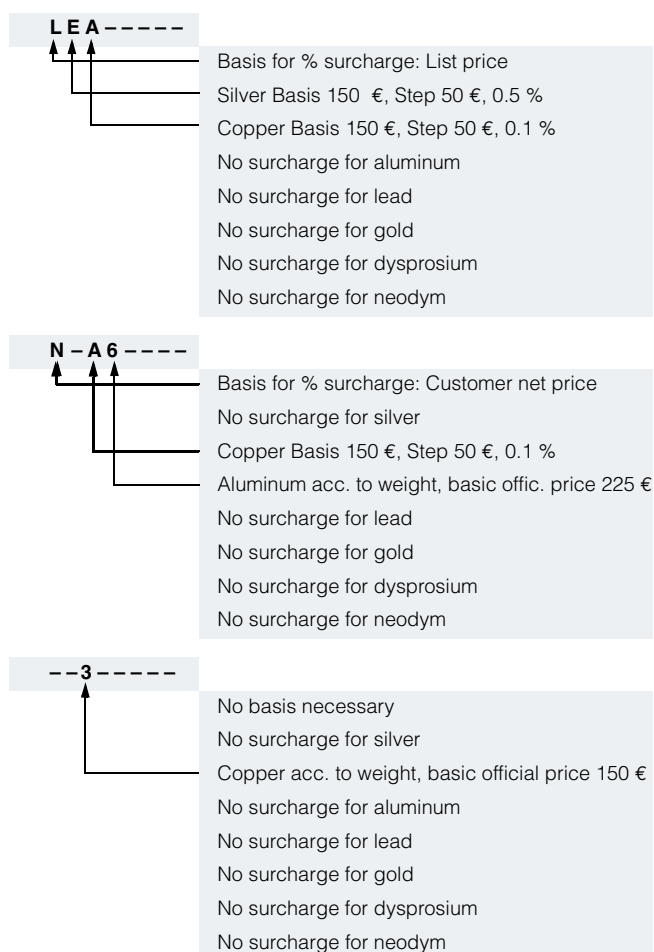 L E A – – – – –
Basis for % surcharge: List price
Silver Basis 150 €, Step 50 €, 0.5 %
Copper Basis 150 €, Step 50 €, 0.1 %
No surcharge for aluminum
No surcharge for lead
No surcharge for gold
No surcharge for dysprosium
No surcharge for neodym
N – A 6 – – – –
Basis for % surcharge: Customer net price
No surcharge for silver
Copper Basis 150 €, Step 50 €, 0.1 %
Aluminum acc. to weight, basic offic. price 225 €
No surcharge for lead
No surcharge for gold
No surcharge for dysprosium
No surcharge for neodym
– – 3 – – – – –
No basis necessary
No surcharge for silver
Copper acc. to weight, basic official price 150 €
No surcharge for aluminum
No surcharge for lead
No surcharge for gold
No surcharge for dysprosium
No surcharge for neodym